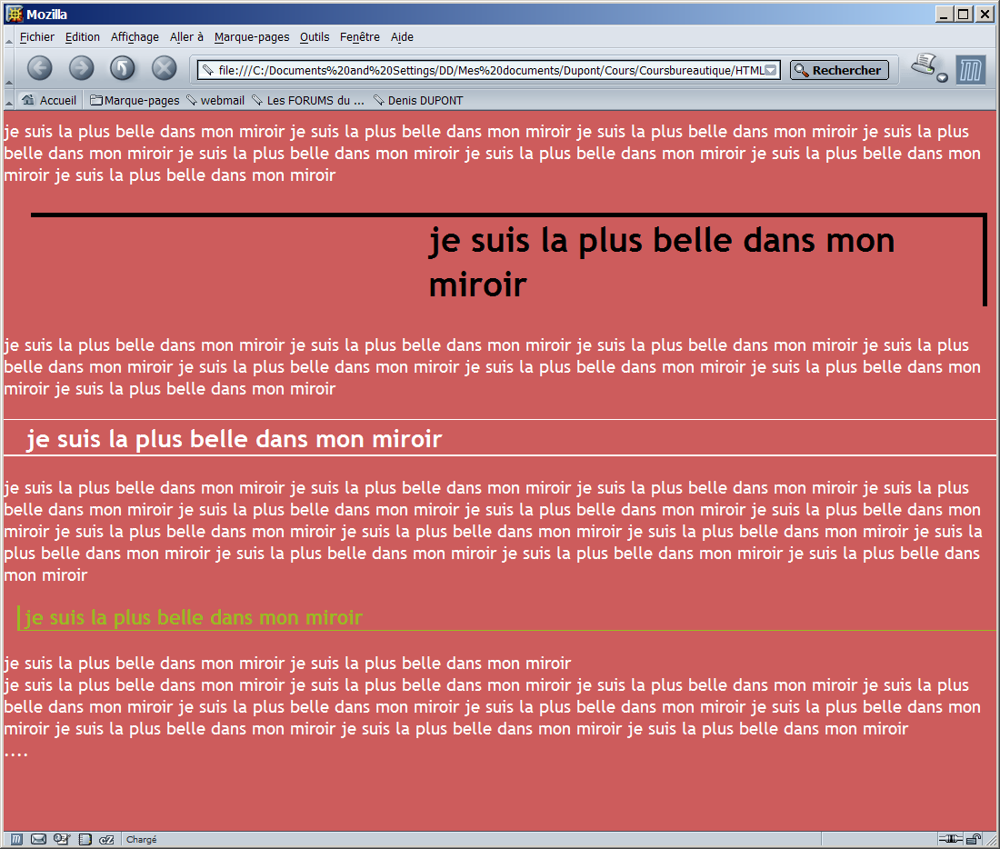 Mozilla
Fichier Edition Affichage Aller à Marque-pages Outils Fenêtre Aide
file:///C:/Documents%20and%20Settings/DD/Mes%20documents/Dupont/Cours/Coursbureautique/HTML Rechercher
Accueil Marque-pages webmail Les FORUMS du ... Denis DUPONT
je suis la plus belle dans mon miroir je suis la plus belle dans mon miroir je suis la plus belle dans mon miroir je suis la plus
belle dans mon miroir je suis la plus belle dans mon miroir je suis la plus belle dans mon miroir je suis la plus belle dans mon
miroir je suis la plus belle dans mon miroir
je suis la plus belle dans mon
miroir
je suis la plus belle dans mon miroir je suis la plus belle dans mon miroir je suis la plus belle dans mon miroir je suis la plus
belle dans mon miroir je suis la plus belle dans mon miroir je suis la plus belle dans mon miroir je suis la plus belle dans mon
miroir je suis la plus belle dans mon miroir
je suis la plus belle dans mon miroir
je suis la plus belle dans mon miroir je suis la plus belle dans mon miroir je suis la plus belle dans mon miroir je suis la plus
belle dans mon miroir je suis la plus belle dans mon miroir je suis la plus belle dans mon miroir je suis la plus belle dans mon
miroir je suis la plus belle dans mon miroir je suis la plus belle dans mon miroir je suis la plus belle dans mon miroir je suis la
plus belle dans mon miroir je suis la plus belle dans mon miroir je suis la plus belle dans mon miroir je suis la plus belle dans
mon miroir
je suis la plus belle dans mon miroir
je suis la plus belle dans mon miroir je suis la plus belle dans mon miroir
je suis la plus belle dans mon miroir je suis la plus belle dans mon miroir je suis la plus belle dans mon miroir je suis la plus
belle dans mon miroir je suis la plus belle dans mon miroir je suis la plus belle dans mon miroir je suis la plus belle dans mon
miroir je suis la plus belle dans mon miroir je suis la plus belle dans mon miroir je suis la plus belle dans mon miroir
....
Chargé